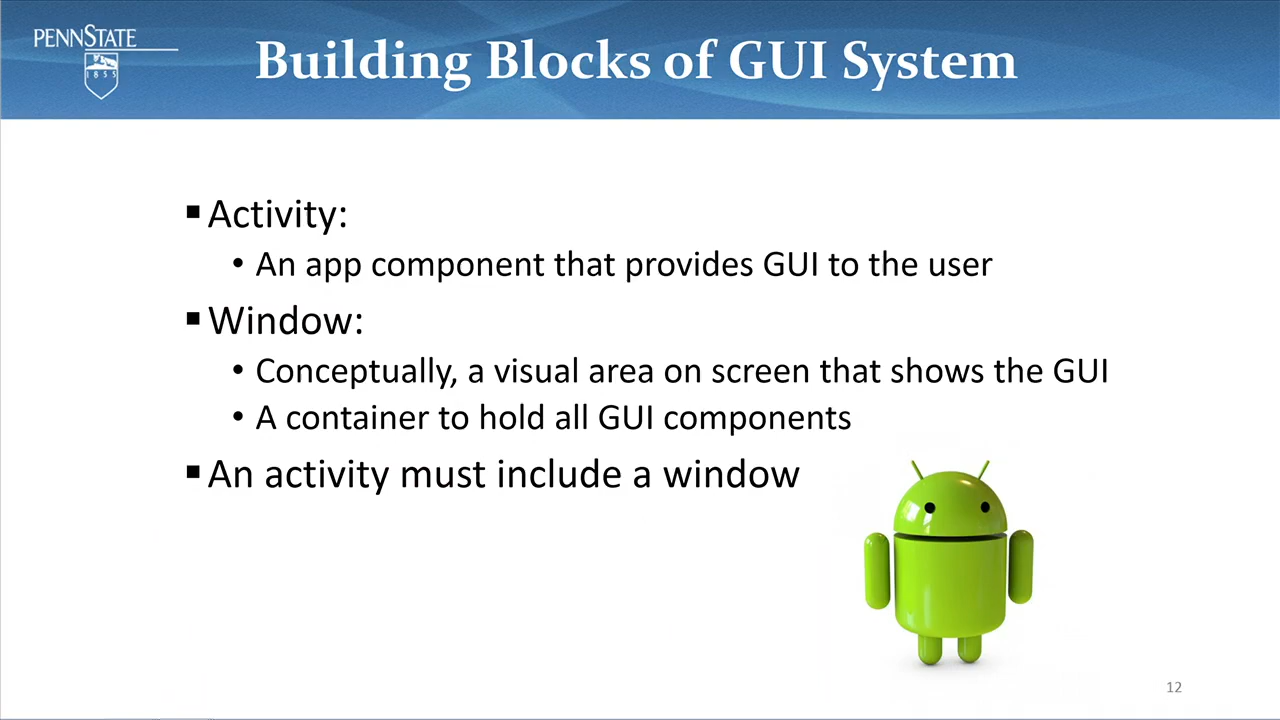 PENNSTATE
1855
Building Blocks of GUI System
▪Activity:
• An app component that provides GUI to the user
▪Window:
• Conceptually, a visual area on screen that shows the GUI
• A container to hold all GUI components
▪An activity must include a window
12